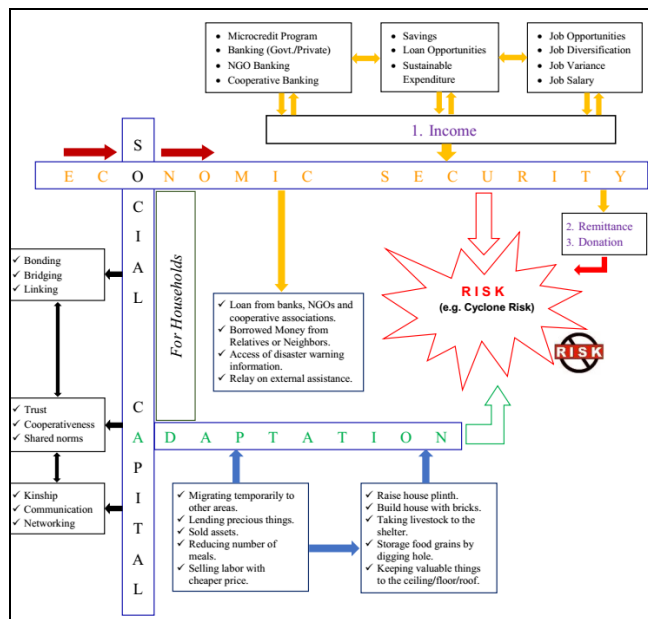 • Microcredit Program
• Banking (Govt./Private)
• NGO Banking
• Cooperative Banking
• Savings
• Loan Opportunities
• Sustainable
Expenditure
• Job Opportunities
• Job Diversification
• Job Variance
• Job Salary
1. Income
ECONOMIC SECURITY
SOCIAL CAPITAL
For Households
2. Remittance
3. Donation
✓ Bonding
✓ Bridging
✓ Linking
RISK
(e.g. Cyclone Risk)
RISK
✓ Loan from banks, NGOs and
cooperative associations.
✓ Borrowed Money from
Relatives or Neighbors.
✓ Access of disaster warning
information.
✓ Relay on external assistance.
✓ Trust
✓ Cooperativeness
✓ Shared norms
ADAPTATION
✓ Kinship
✓ Communication
✓ Networking
✓ Migrating temporarily to
other areas.
✓ Lending precious things.
✓ Sold assets.
✓ Reducing number of
meals.
✓ Selling labor with
cheaper price.
✓ Raise house plinth.
✓ Build house with bricks.
✓ Taking livestock to the
shelter.
✓ Storage food grains by
digging hole.
✓ Keeping valuable things
to the ceiling/floor/roof.